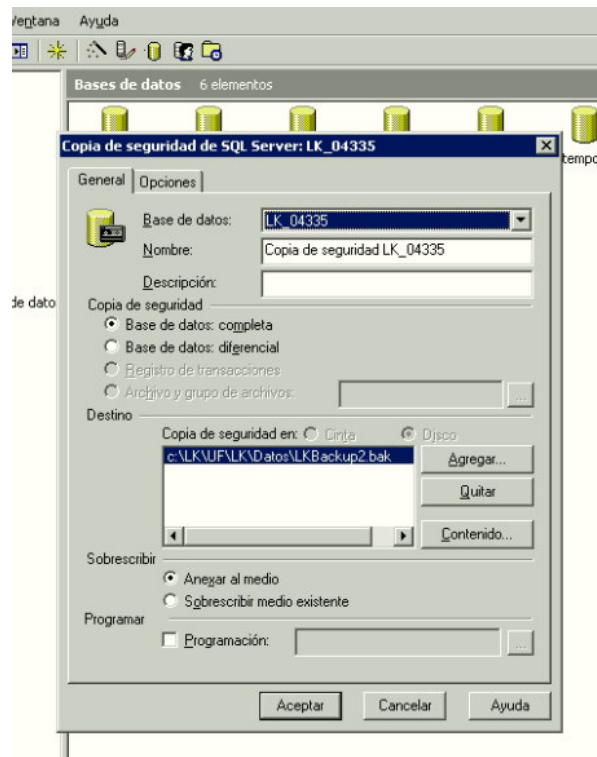 Ventana Ayuda
Bases de datos 6 elementos
tempo
Copia de seguridad de SQL Server: LK_04335
General Opciones
Base de datos: LK_04335
Nombre: Copia de seguridad LK_04335
Descripción:
de dato
Copia de seguridad
Base de datos: completa
Base de datos: diferencial
Registro de transacciones
Archivo y grupo de archivos:
...
Destino
Copia de seguridad en: Cinta Disco
c:\LK\UF\LK\Datos\LKBackup2.bak
Agregar...
Quitar
Contenido...
Sobrescribir
Anexar al medio
Sobrescribir medio existente
Programar
Programación:
...
Aceptar Cancelar Ayuda